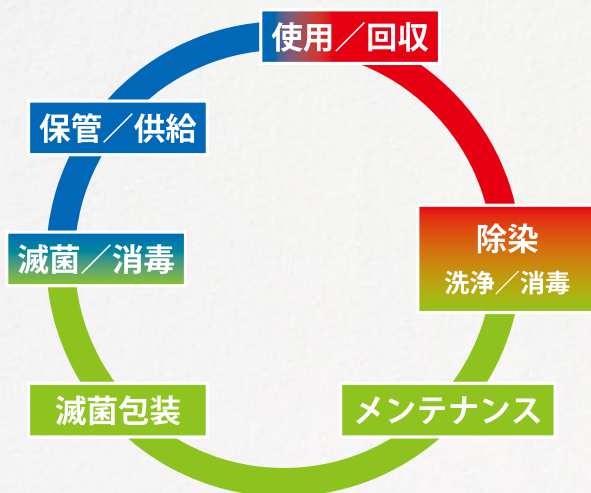 使用／回収
保管／供給
除染
洗浄／消毒
滅菌／消毒
滅菌包装
メンテナンス